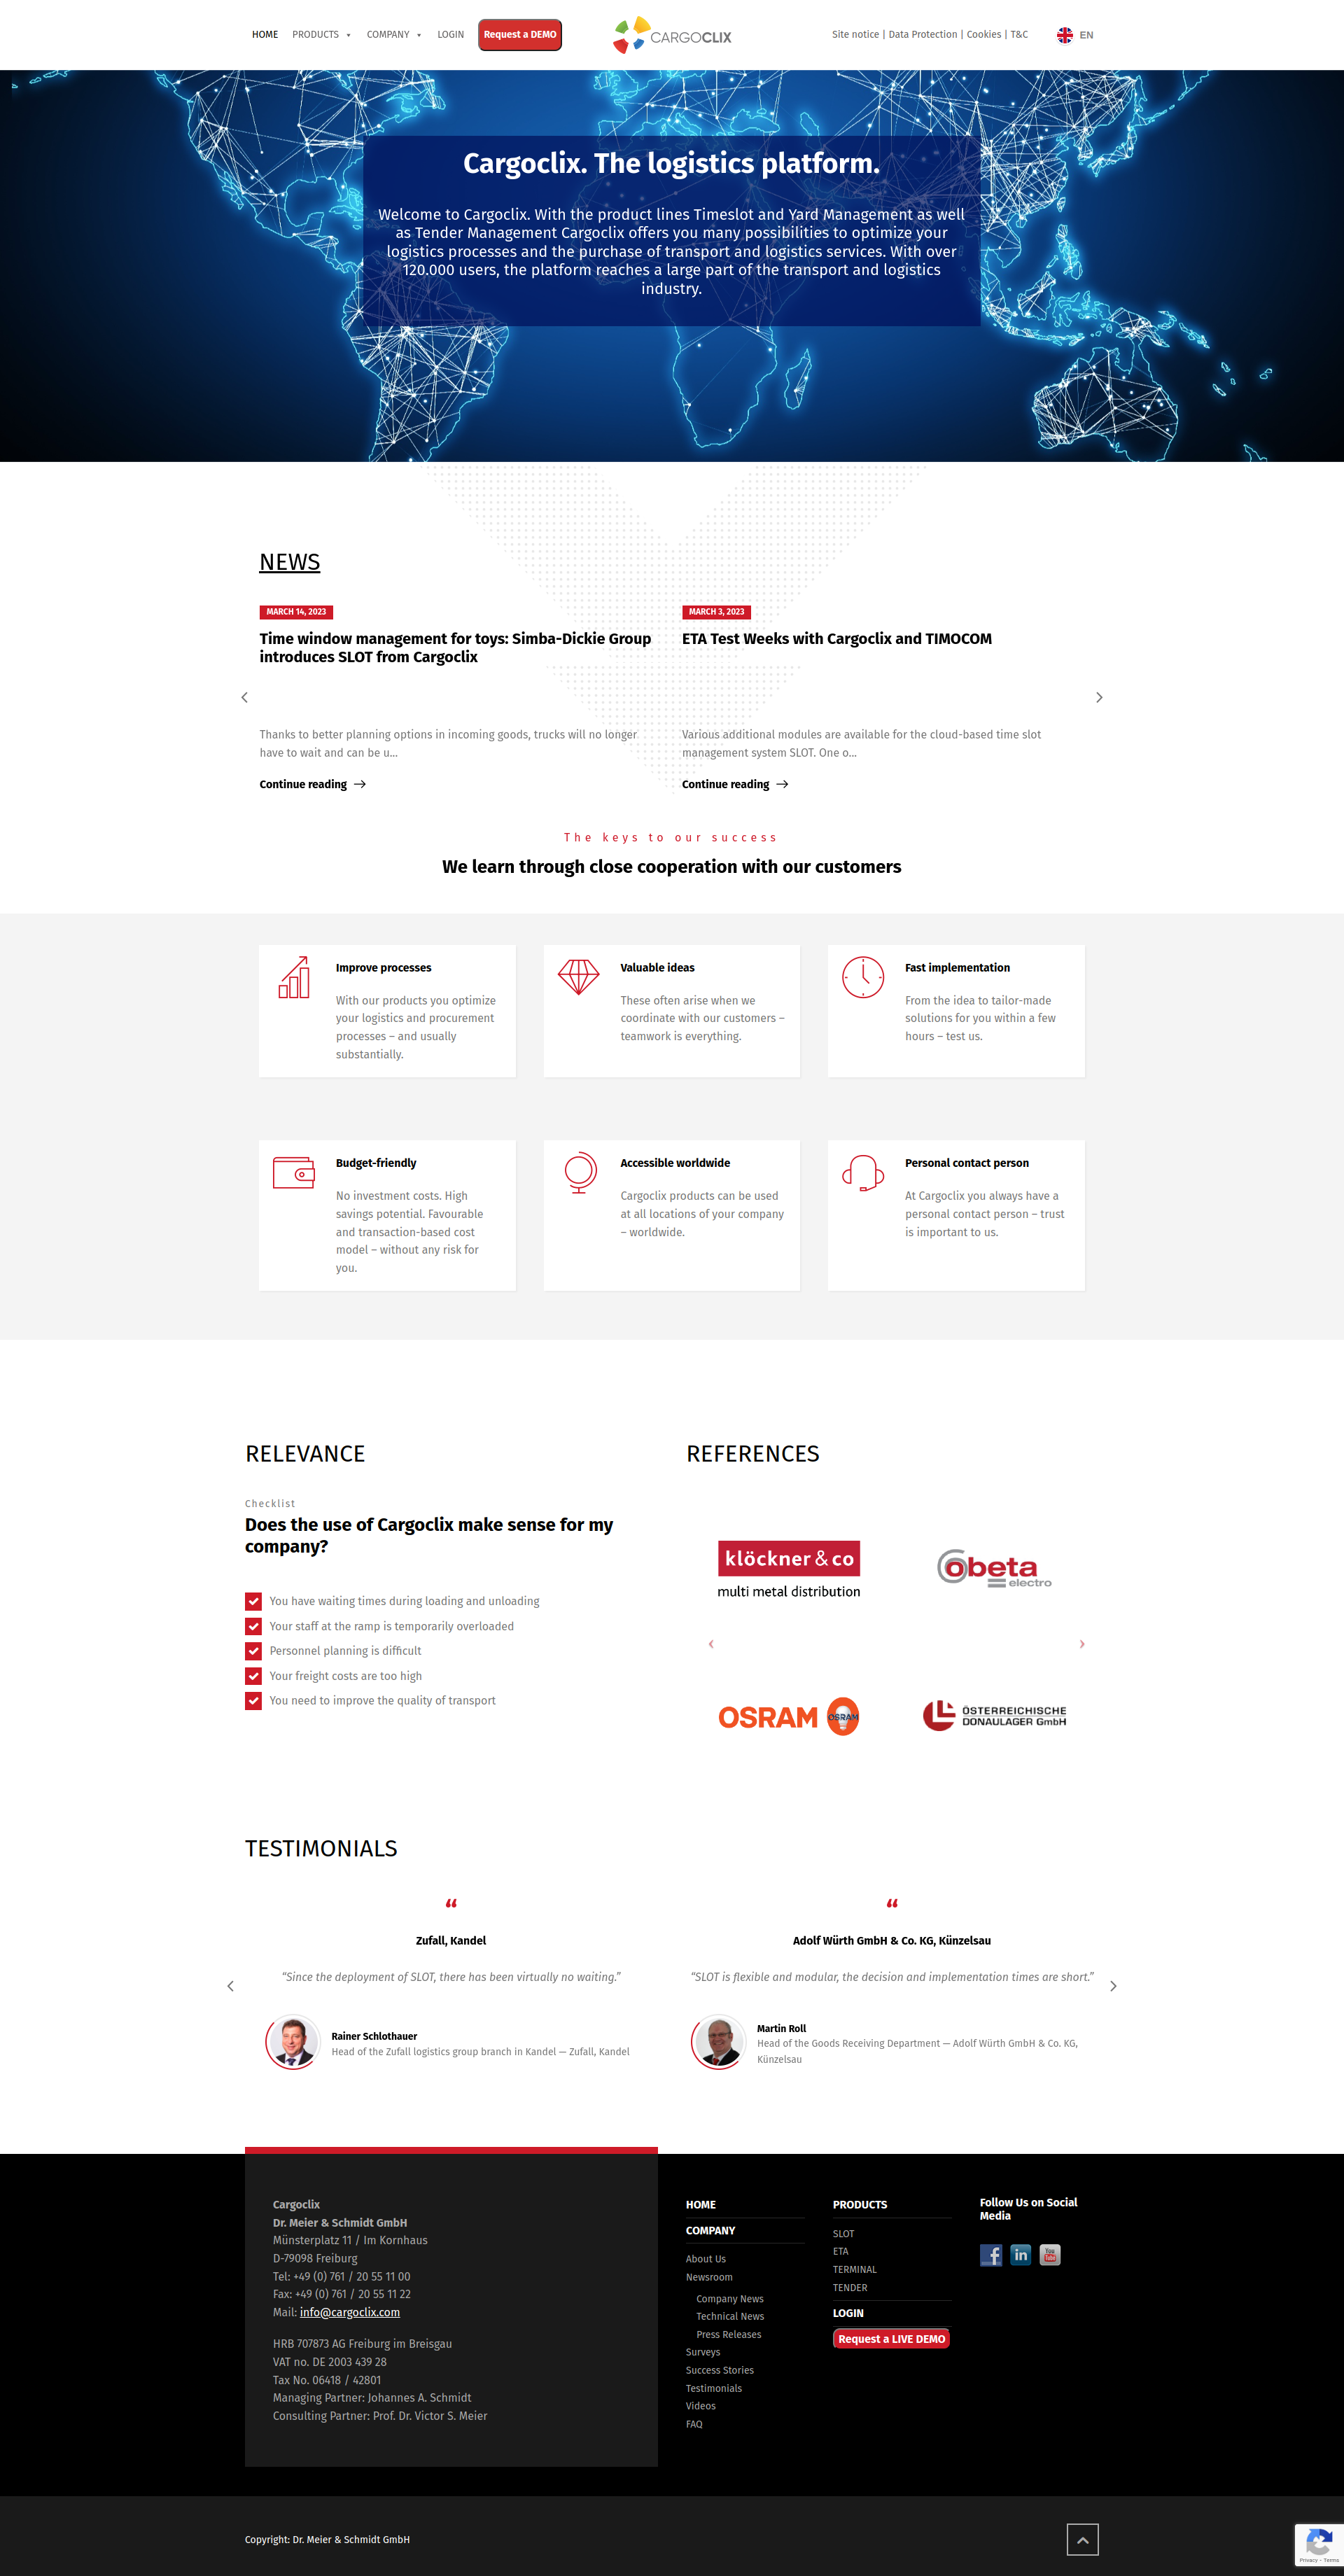 HOME PRODUCTS COMPANY LOGIN Request a DEMO
CARGOCLIX
Site notice | Data Protection | Cookies | T&C
EN
Cargoclix. The logistics platform.
Welcome to Cargoclix. With the product lines Timeslot and Yard Management as well
as Tender Management Cargoclix offers you many possibilities to optimize your
logistics processes and the purchase of transport and logistics services. With over
120.000 users, the platform reaches a large part of the transport and logistics
industry.
NEWS
MARCH 14, 2023
Time window management for toys: Simba-Dickie Group
introduces SLOT from Cargoclix
Thanks to better planning options in incoming goods, trucks will no longer
have to wait and can be u...
Continue reading
MARCH 3, 2023
ETA Test Weeks with Cargoclix and TIMOCOM
Various additional modules are available for the cloud-based time slot
management system SLOT. One o...
Continue reading
The keys to our success
We learn through close cooperation with our customers
Improve processes
With our products you optimize
your logistics and procurement
processes – and usually
substantially.
Valuable ideas
These often arise when we
coordinate with our customers –
teamwork is everything.
Fast implementation
From the idea to tailor-made
solutions for you within a few
hours – test us.
Budget-friendly
No investment costs. High
savings potential. Favourable
and transaction-based cost
model – without any risk for
you.
Accessible worldwide
Cargoclix products can be used
at all locations of your company
– worldwide.
Personal contact person
At Cargoclix you always have a
personal contact person – trust
is important to us.
RELEVANCE
Checklist
Does the use of Cargoclix make sense for my
company?
You have waiting times during loading and unloading
Your staff at the ramp is temporarily overloaded
Personnel planning is difficult
Your freight costs are too high
You need to improve the quality of transport
REFERENCES
klöckner & co
multi metal distribution
obeta
electro
OSRAM OSRAM
ÖSTERREICHISCHE
DONAULAGER GmbH
TESTIMONIALS
“
Zufall, Kandel
“Since the deployment of SLOT, there has been virtually no waiting.”
Rainer Schlothauer
Head of the Zufall logistics group branch in Kandel — Zufall, Kandel
“
Adolf Würth GmbH & Co. KG, Künzelsau
“SLOT is flexible and modular, the decision and implementation times are short.”
Martin Roll
Head of the Goods Receiving Department — Adolf Würth GmbH & Co. KG,
Künzelsau
Cargoclix
Dr. Meier & Schmidt GmbH
Münsterplatz 11 / Im Kornhaus
D-79098 Freiburg
Tel: +49 (0) 761 / 20 55 11 00
Fax: +49 (0) 761 / 20 55 11 22
Mail: info@cargoclix.com
HRB 707873 AG Freiburg im Breisgau
VAT no. DE 2003 439 28
Tax No. 06418 / 42801
Managing Partner: Johannes A. Schmidt
Consulting Partner: Prof. Dr. Victor S. Meier
HOME
COMPANY
About Us
Newsroom
Company News
Technical News
Press Releases
Surveys
Success Stories
Testimonials
Videos
FAQ
PRODUCTS
SLOT
ETA
TERMINAL
TENDER
LOGIN
Request a LIVE DEMO
Follow Us on Social
Media
f in You Tube
Copyright: Dr. Meier & Schmidt GmbH
Privacy - Terms